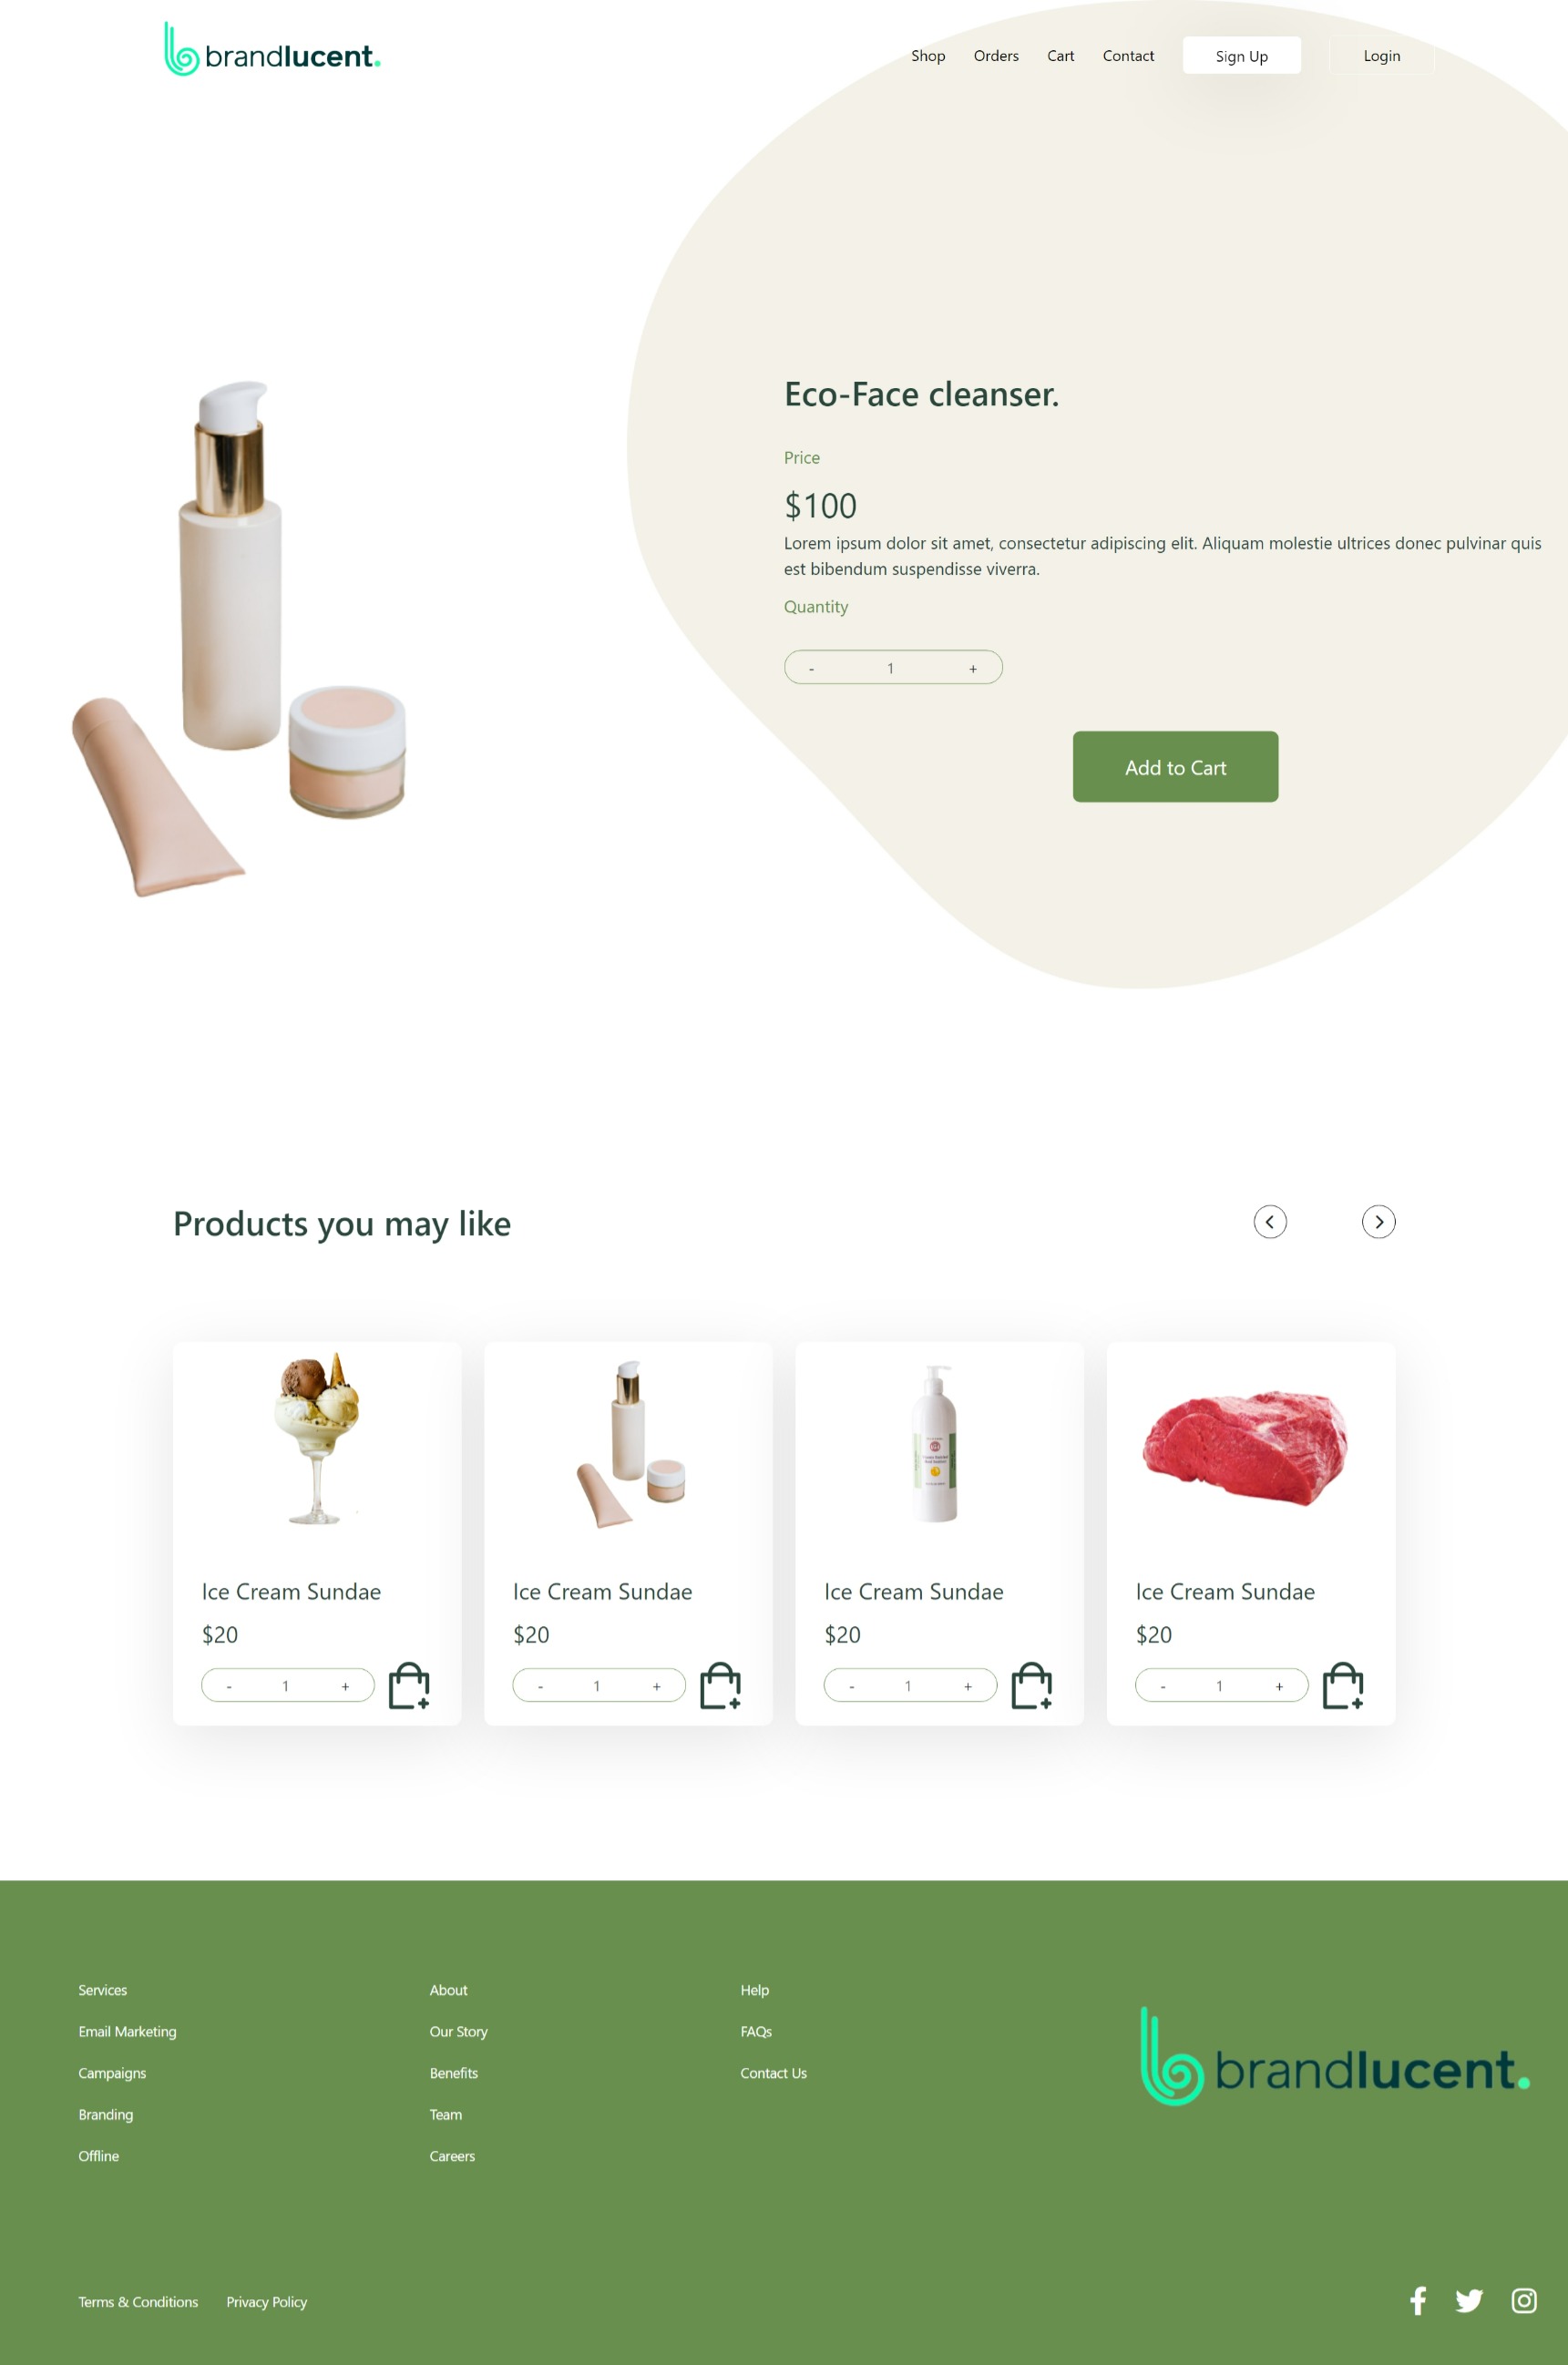 brandlucent.
Shop Orders Cart Contact Sign Up Login
Eco-Face cleanser.
Price
$100
Lorem ipsum dolor sit amet, consectetur adipiscing elit. Aliquam molestie ultrices donec pulvinar quis
est bibendum suspendisse viverra.
Quantity
- 1 +
Add to Cart
Products you may like
Ice Cream Sundae
$20
- 1 +
Ice Cream Sundae
$20
- 1 +
Ice Cream Sundae
$20
- 1 +
Ice Cream Sundae
$20
- 1 +
Services
Email Marketing
Campaigns
Branding
Offline
About
Our Story
Benefits
Team
Careers
Help
FAQs
Contact Us
brandlucent.
Terms & Conditions Privacy Policy